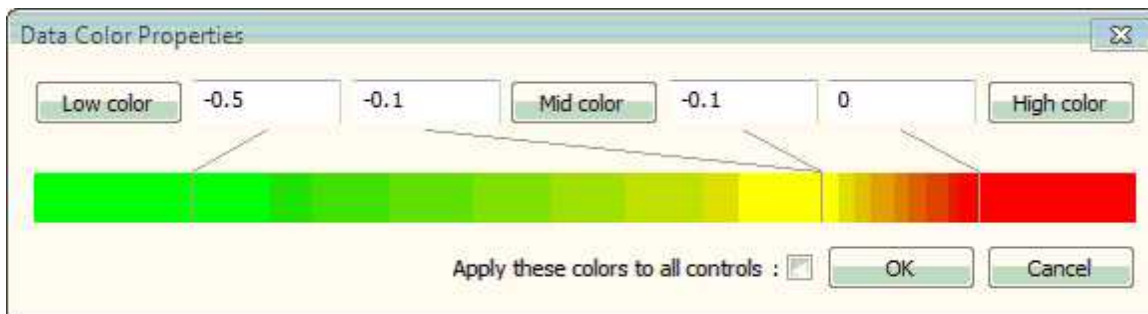 Data Color Properties
Low color -0.5 -0.1 Mid color -0.1 0 High color
Apply these colors to all controls : OK Cancel